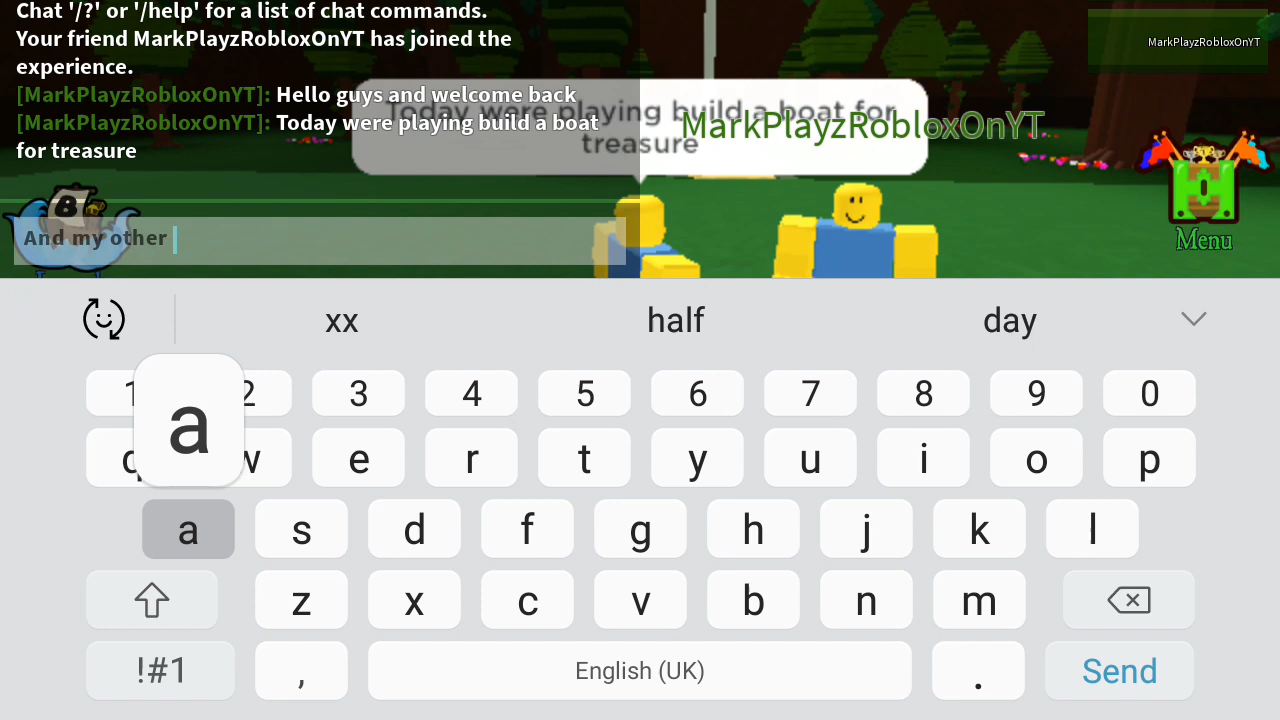 Chat '/?' or '/help' for a list of chat commands.
Your friend MarkPlayzRobloxOnYT has joined the
experience.
[MarkPlayzRobloxOnYT]: Hello guys and welcome back
[MarkPlayzRobloxOnYT]: Today were playing build a boat
for treasure
MarkPlayzRobloxOnYT
Today were playing build a boat for
treasure
MarkPlayzRobloxOnYT
B
Menu
And my other
xx half day
1 2 3 4 5 6 7 8 9 0
a
q w e r t y u i o p
a s d f g h j k l
z x c v b n m
!#1 , English (UK) . Send